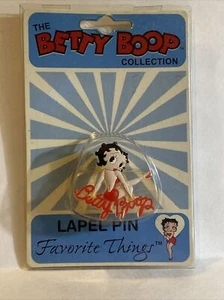 THE
BETTY BOOP
COLLECTION
Betty Boop
LAPEL PIN
Favorite Things™